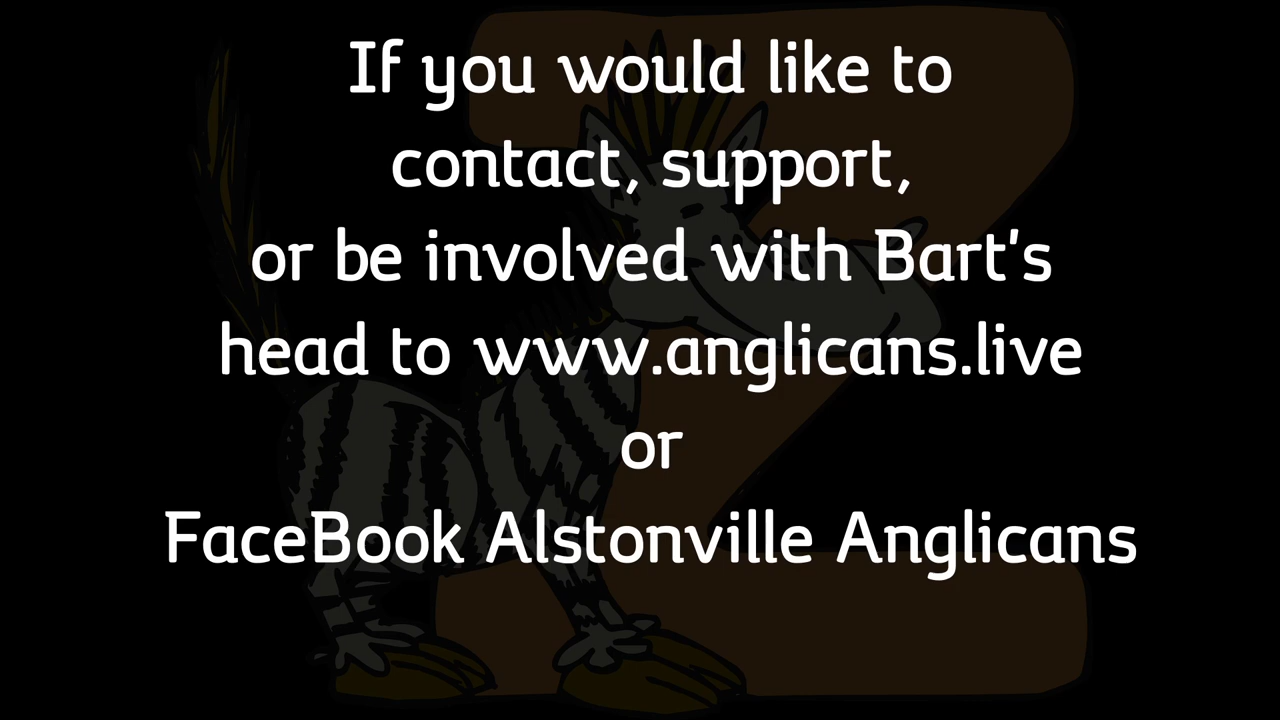 If you would like to
contact, support,
or be involved with Bart's
head to www.anglicans.live
or
FaceBook Alstonville Anglicans